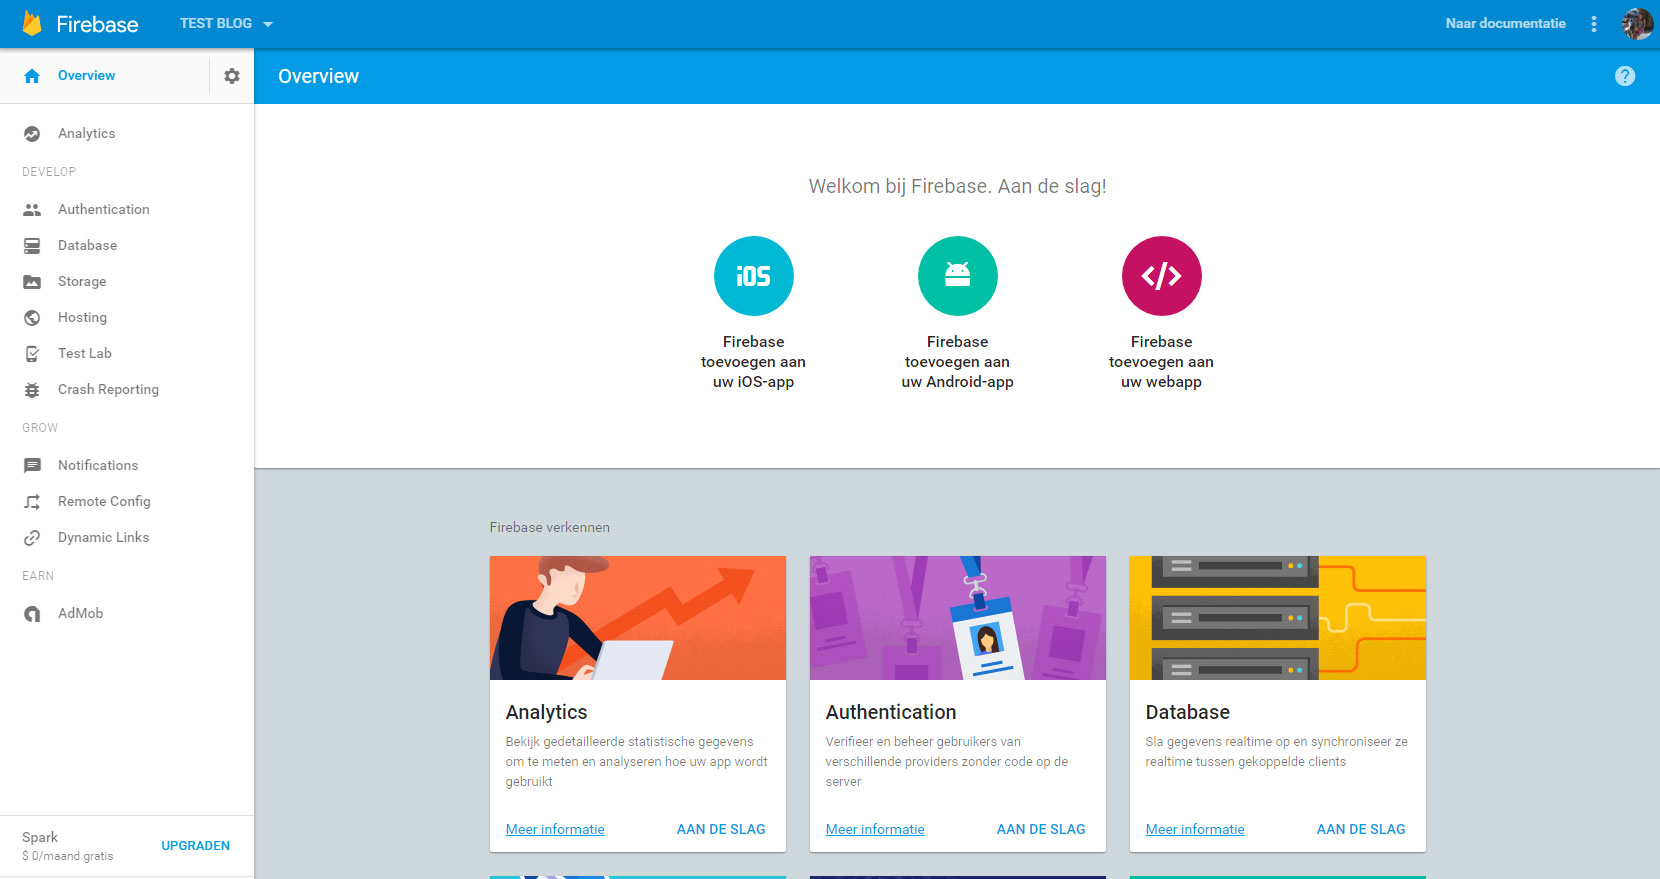 Firebase
TEST BLOG
Naar documentatie
Overview
Overview
?
Analytics
DEVELOP
Authentication
Database
Storage
Hosting
Test Lab
Crash Reporting
GROW
Notifications
Remote Config
Dynamic Links
EARN
AdMob
Spark
$ 0/maand gratis
UPGRADEN
Welkom bij Firebase. Aan de slag!
iOS
Firebase
toevoegen aan
uw iOS-app
Firebase
toevoegen aan
uw Android-app
</>
Firebase
toevoegen aan
uw webapp
Firebase verkennen
Analytics
Bekijk gedetailleerde statistische gegevens
om te meten en analyseren hoe uw app wordt
gebruikt
Meer informatie
AAN DE SLAG
Authentication
Verifieer en beheer gebruikers van
verschillende providers zonder code op de
server
Meer informatie
AAN DE SLAG
Database
Sla gegevens realtime op en synchroniseer ze
realtime tussen gekoppelde clients
Meer informatie
AAN DE SLAG